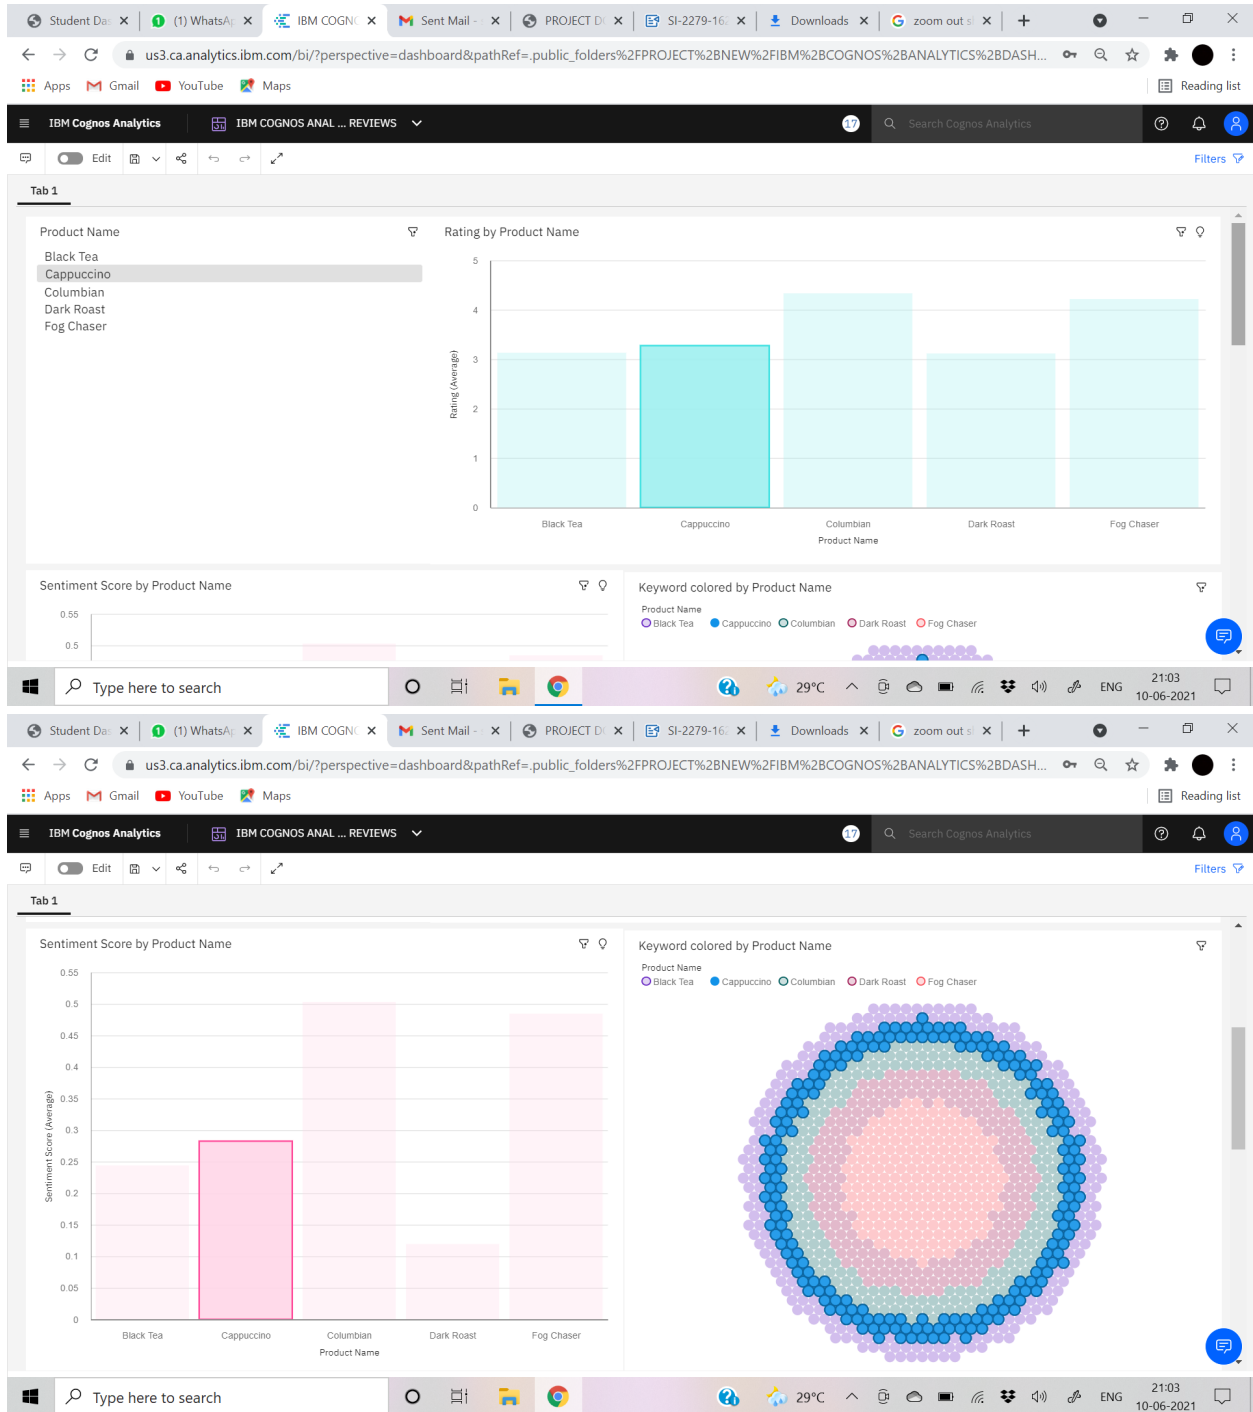 Student Da
(1) WhatsAp
IBM COGNO
Sent Mail -
PROJECT DO
SI-2279-162
Downloads
zoom out s
us3.ca.analytics.ibm.com/bi/?perspective=dashboard&pathRef=.public_folders%2FPROJECT%2BNEW%2FIBM%2BCOGNOS%2BANALYTICS%2BDASH...
Apps Gmail YouTube Maps Reading list
IBM Cognos Analytics IBM COGNOS ANAL ... REVIEWS 17 Search Cognos Analytics
Edit Filters
Tab 1
Product Name
Black Tea
Cappuccino
Columbian
Dark Roast
Fog Chaser
Rating by Product Name
5
4
3
2
1
0
Rating (Average)
Black Tea Cappuccino Columbian Dark Roast Fog Chaser
Product Name
Sentiment Score by Product Name
0.55
0.5
Keyword colored by Product Name
Product Name
Black Tea Cappuccino Columbian Dark Roast Fog Chaser
Type here to search 29°C ENG 21:03
10-06-2021
Student Da
(1) WhatsAp
IBM COGNO
Sent Mail -
PROJECT DO
SI-2279-162
Downloads
zoom out s
us3.ca.analytics.ibm.com/bi/?perspective=dashboard&pathRef=.public_folders%2FPROJECT%2BNEW%2FIBM%2BCOGNOS%2BANALYTICS%2BDASH...
Apps Gmail YouTube Maps Reading list
IBM Cognos Analytics IBM COGNOS ANAL ... REVIEWS 17 Search Cognos Analytics
Edit Filters
Tab 1
Sentiment Score by Product Name
0.55
0.5
0.45
0.4
0.35
0.3
0.25
0.2
0.15
0.1
0.05
0
Sentiment Score (Average)
Black Tea Cappuccino Columbian Dark Roast Fog Chaser
Product Name
Keyword colored by Product Name
Product Name
Black Tea Cappuccino Columbian Dark Roast Fog Chaser
Type here to search 29°C ENG 21:03
10-06-2021